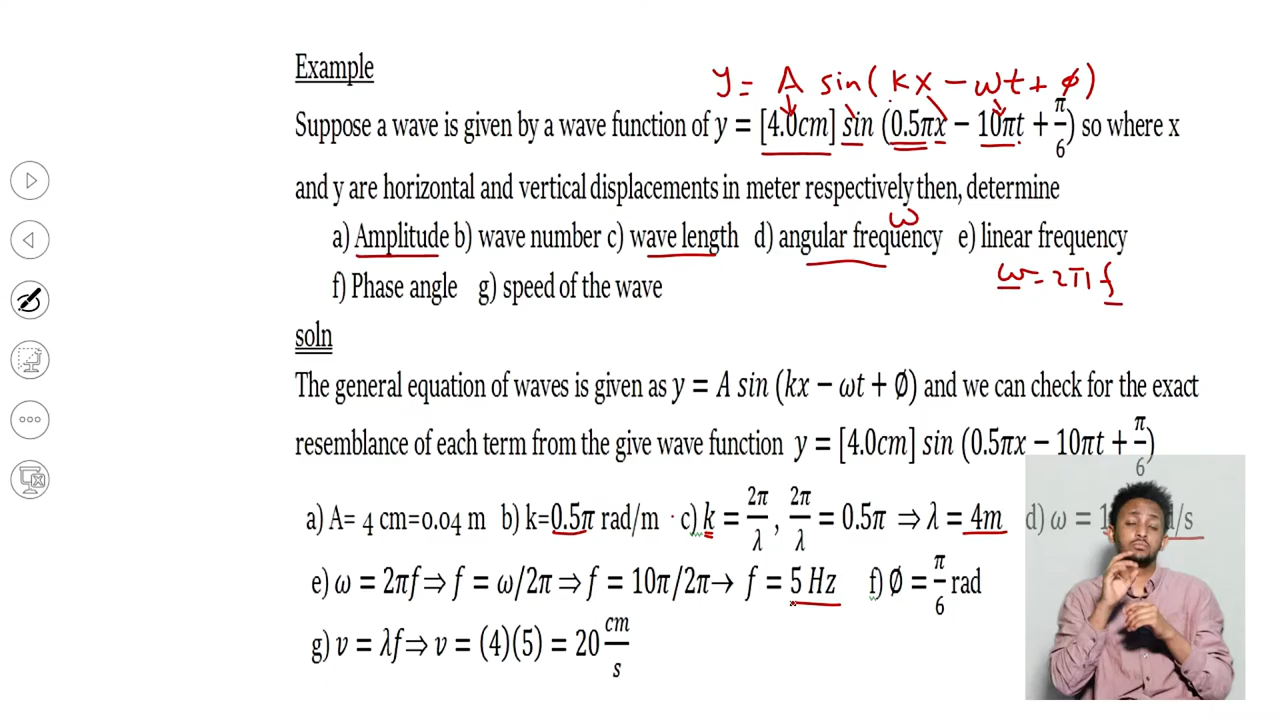 Example
y = A sin( kx − ωt + ϕ)
Suppose a wave is given by a wave function of y = [4.0cm] sin (0.5πx − 10πt + π/6) so where x
and y are horizontal and vertical displacements in meter respectively then, determine
ω
a) Amplitude b) wave number c) wave length d) angular frequency e) linear frequency
ω = 2π f
f) Phase angle g) speed of the wave
soln
The general equation of waves is given as y = A sin (kx − ωt + Ø) and we can check for the exact
resemblance of each term from the give wave function y = [4.0cm] sin (0.5πx − 10πt + π/6)
a) A= 4 cm=0.04 m b) k=0.5π rad/m c) k = 2π/λ , 2π/λ = 0.5π ⇒ λ = 4m d) ω = d/s
e) ω = 2πf⇒ f = ω/2π ⇒ f = 10π/2π→ f = 5 Hz f) Ø = π/6 rad
g) v = λf⇒ v = (4)(5) = 20 cm/s